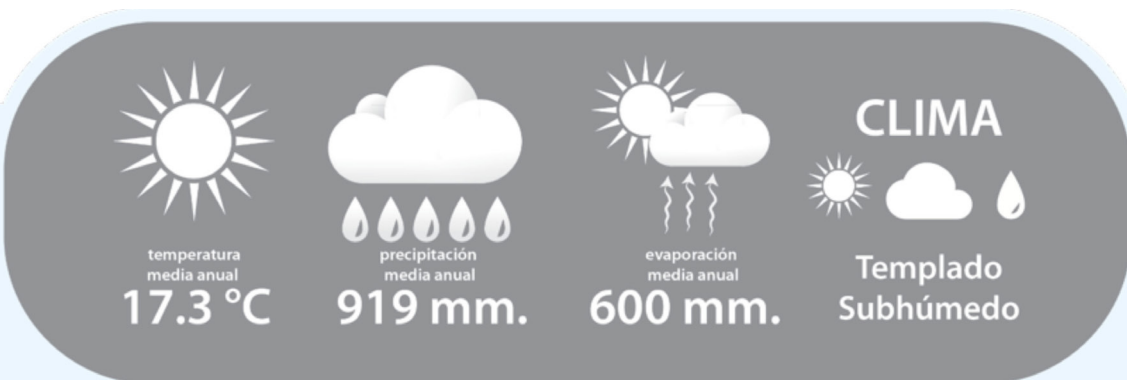 temperatura
media anual
17.3 °C
precipitación
media anual
919 mm.
evaporación
media anual
600 mm.
CLIMA
Templado
Subhúmedo